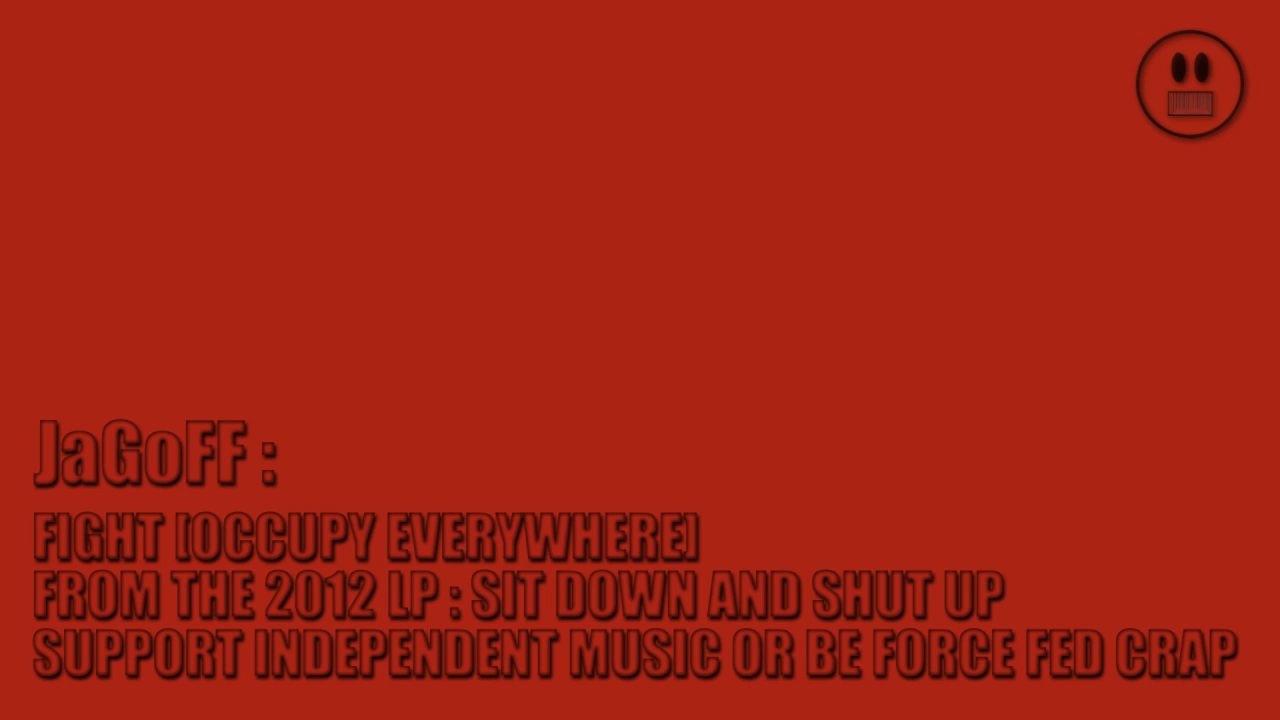 JaGoFF :
FIGHT [OCCUPY EVERYWHERE]
FROM THE 2012 LP : SIT DOWN AND SHUT UP
SUPPORT INDEPENDENT MUSIC OR BE FORCE FED CRAP